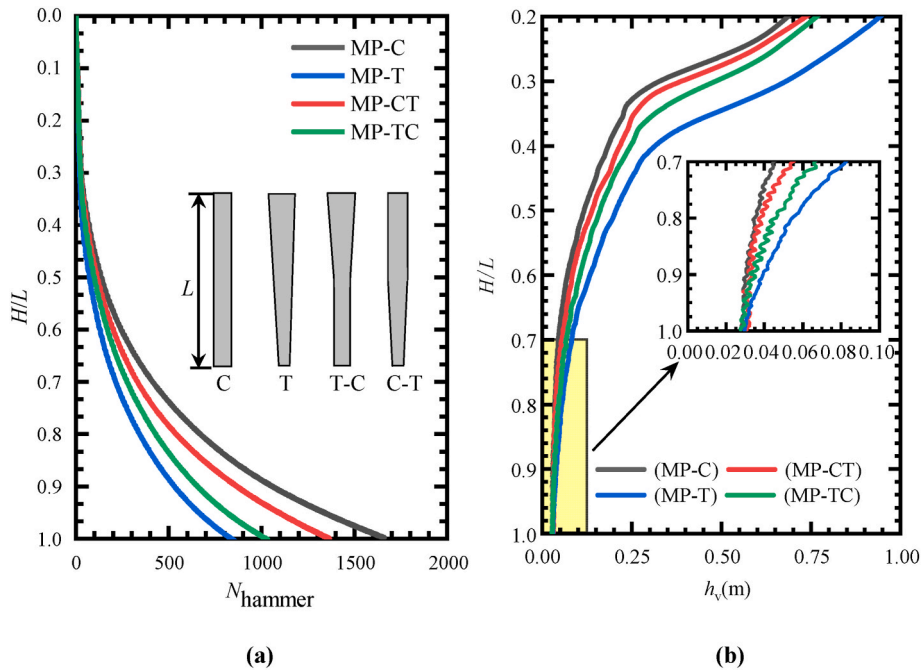 0.0
0.1
0.2
0.3
0.4
0.5
0.6
0.7
0.8
0.9
1.0
H/L
0 500 1000 1500 2000
N hammer
MP-C
MP-T
MP-CT
MP-TC
L
C T T-C C-T
(a)
0.2
0.3
0.4
0.5
0.6
0.7
0.8
0.9
1.0
H/L
0.00 0.25 0.50 0.75 1.00
hv(m)
0.7
0.8
0.9
1.0
0.00 0.02 0.04 0.06 0.08 0.10
(MP-C) (MP-CT)
(MP-T) (MP-TC)
(b)